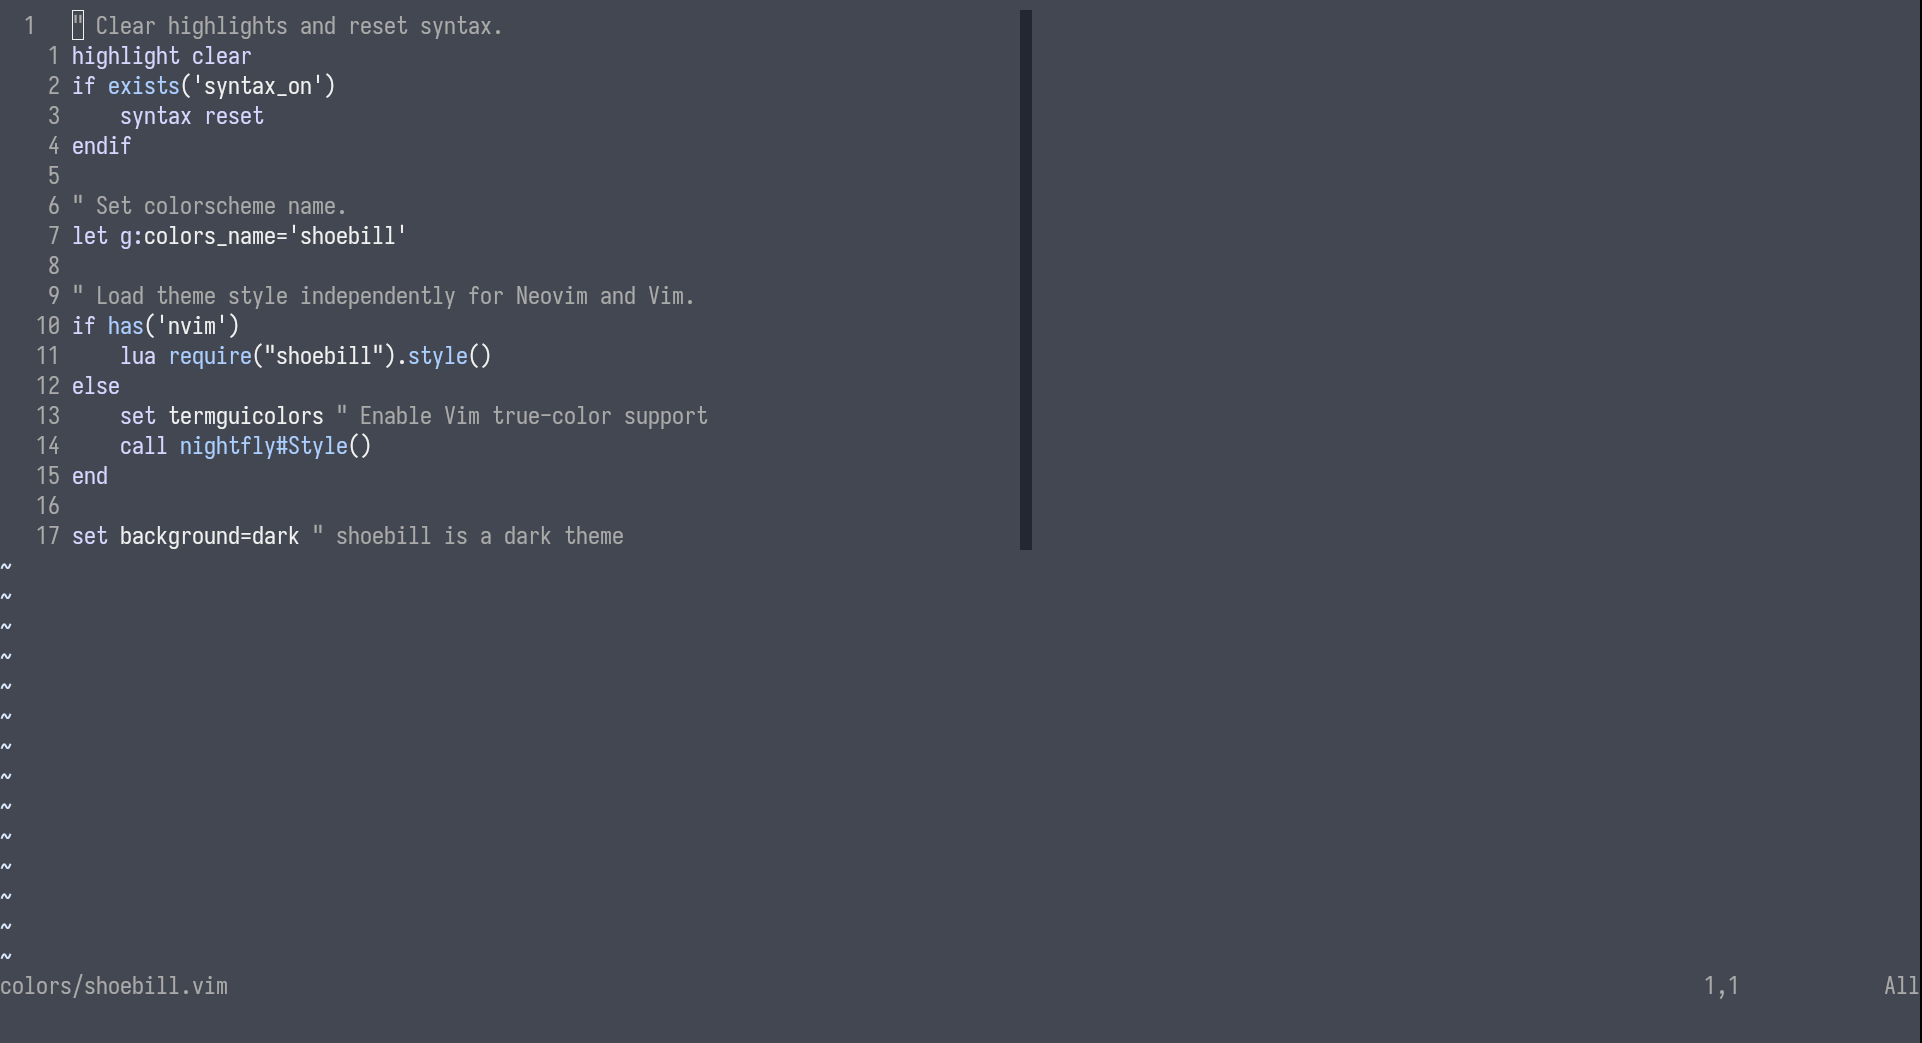 1   " Clear highlights and reset syntax.
    1 highlight clear
    2 if exists('syntax_on')
    3     syntax reset
    4 endif
    5
    6 " Set colorscheme name.
    7 let g:colors_name='shoebill'
    8
    9 " Load theme style independently for Neovim and Vim.
   10 if has('nvim')
   11     lua require("shoebill").style()
   12 else
   13     set termguicolors " Enable Vim true-color support
   14     call nightfly#Style()
   15 end
   16
   17 set background=dark " shoebill is a dark theme
~
~
~
~
~
~
~
~
~
~
~
~
~
~
colors/shoebill.vim 1,1 All